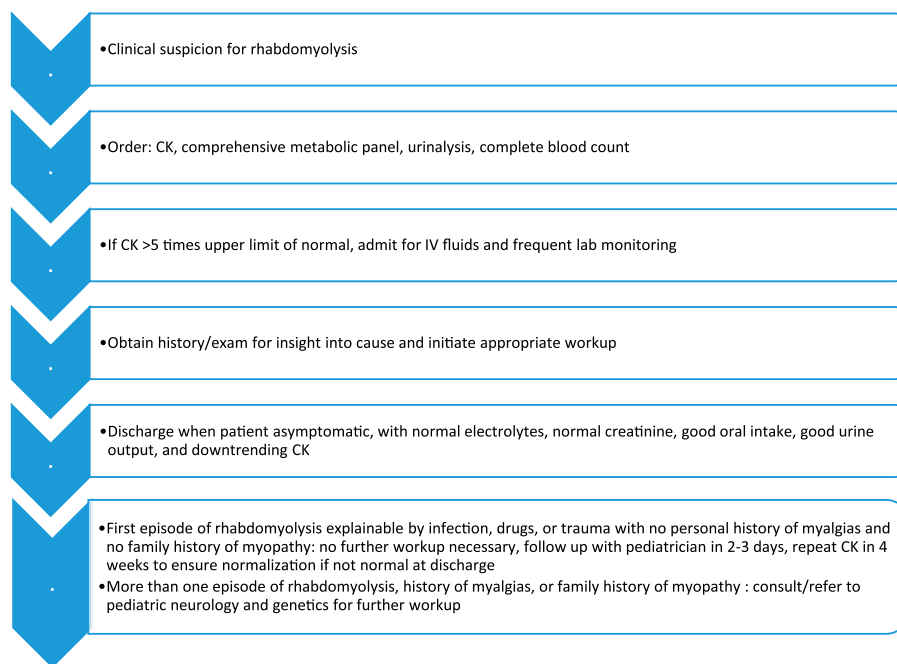 •Clinical suspicion for rhabdomyolysis
•Order: CK, comprehensive metabolic panel, urinalysis, complete blood count
•If CK >5 times upper limit of normal, admit for IV fluids and frequent lab monitoring
•Obtain history/exam for insight into cause and initiate appropriate workup
•Discharge when patient asymptomatic, with normal electrolytes, normal creatinine, good oral intake, good urine
output, and downtrending CK
•First episode of rhabdomyolysis explainable by infection, drugs, or trauma with no personal history of myalgias and
no family history of myopathy: no further workup necessary, follow up with pediatrician in 2-3 days, repeat CK in 4
weeks to ensure normalization if not normal at discharge
•More than one episode of rhabdomyolysis, history of myalgias, or family history of myopathy : consult/refer to
pediatric neurology and genetics for further workup